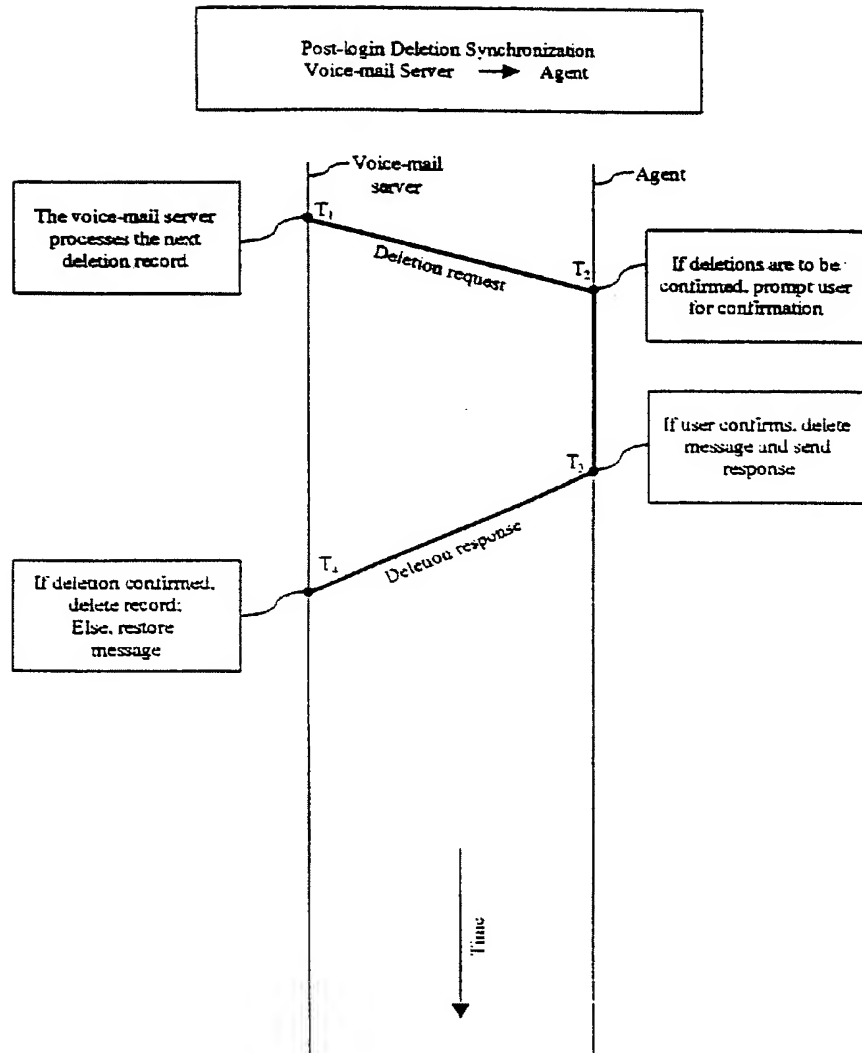 Post-login Deletion Synchronization
Voice-mail Server → Agent
Voice-mail
server
Agent
The voice-mail server
processes the next
deletion record
T1
Deletion request
T2
If deletions are to be
confirmed, prompt user
for confirmation
If user confirms, delete
message and send
response
T3
Deletion response
T4
If deletion confirmed,
delete record;
Else, restore
message
Time